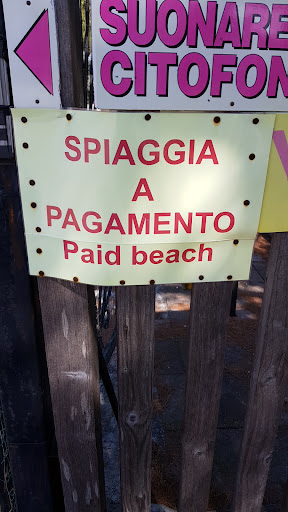 SUONARE
CITOFON
SPIAGGIA
A
PAGAMENTO
Paid beach